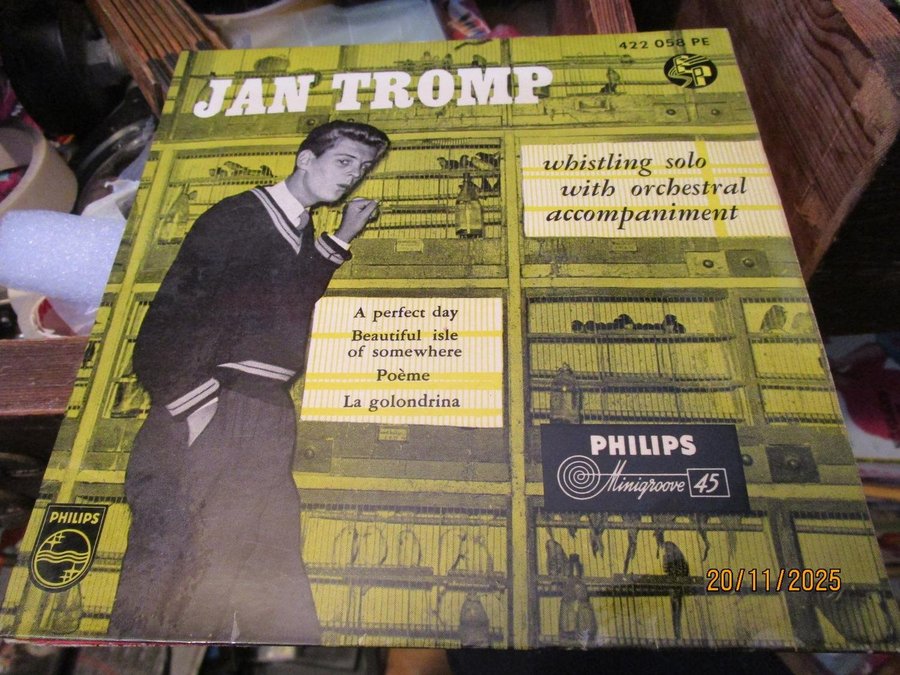 422 058 PE
EP
JAN TROMP
whistling solo
with orchestral
accompaniment
A perfect day
Beautiful isle
of somewhere
Poème
La golondrina
PHILIPS
Minigroove 45
PHILIPS
20/11/2025